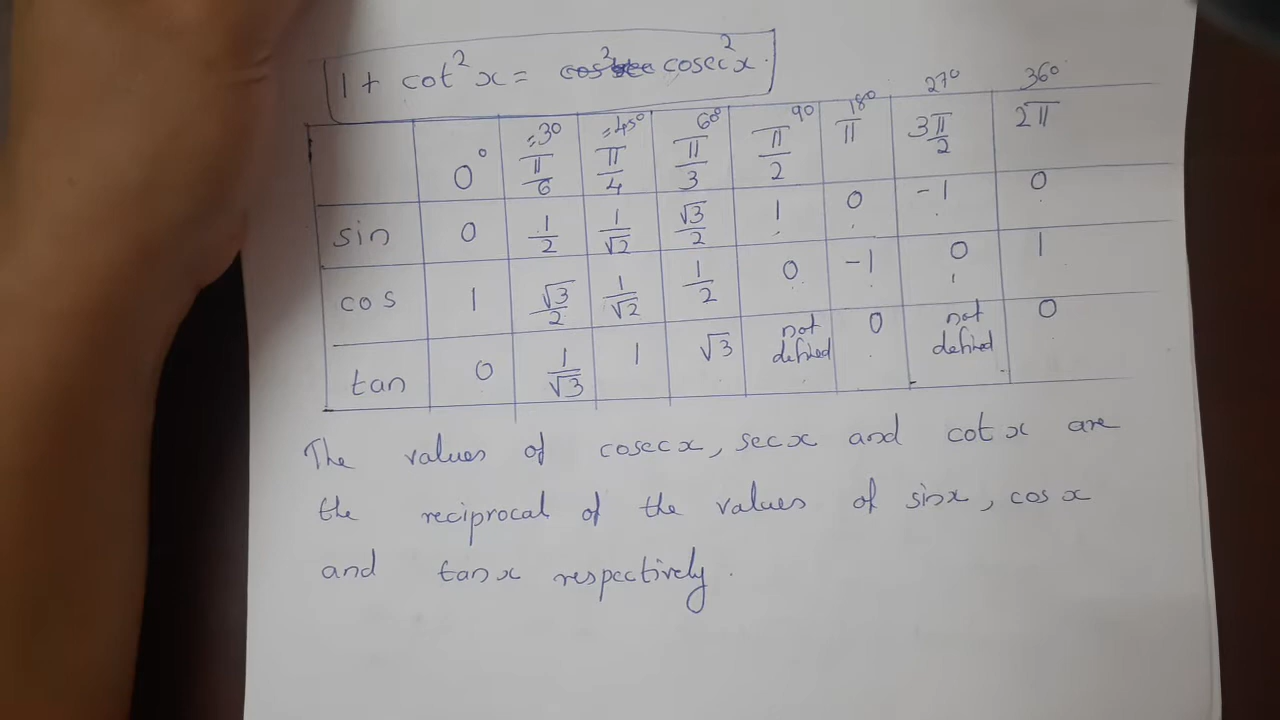 1 + cot²x = cosec²x.
27° 36°
0° =30 π/6 =45° π/4 60 π/3 90 π/2 180 π 3π/2 2π
sin 0 1/2 1/√2 √3/2 1 0 -1 0
cos 1 √3/2 1/√2 1/2 0 -1 0 1
tan 0 1/√3 1 √3 not defined 0 not defined 0
The values of cosec x, sec x and cot x are
the reciprocal of the values of sin x, cos x
and tan x respectively.